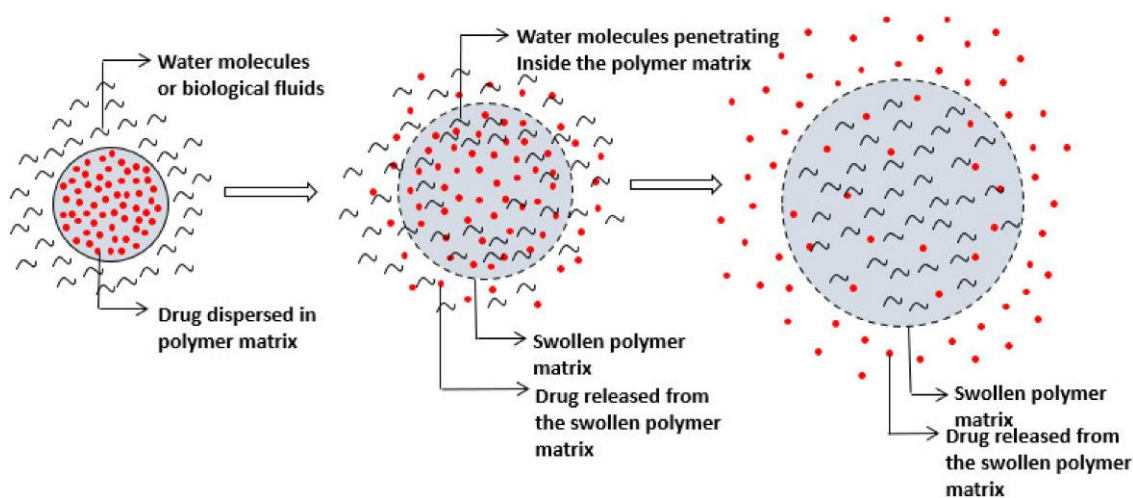 Water molecules
or biological fluids
Drug dispersed in
polymer matrix
Water molecules penetrating
Inside the polymer matrix
Swollen polymer
matrix
Drug released from
the swollen polymer
matrix
Swollen polymer
matrix
Drug released from
the swollen polymer
matrix